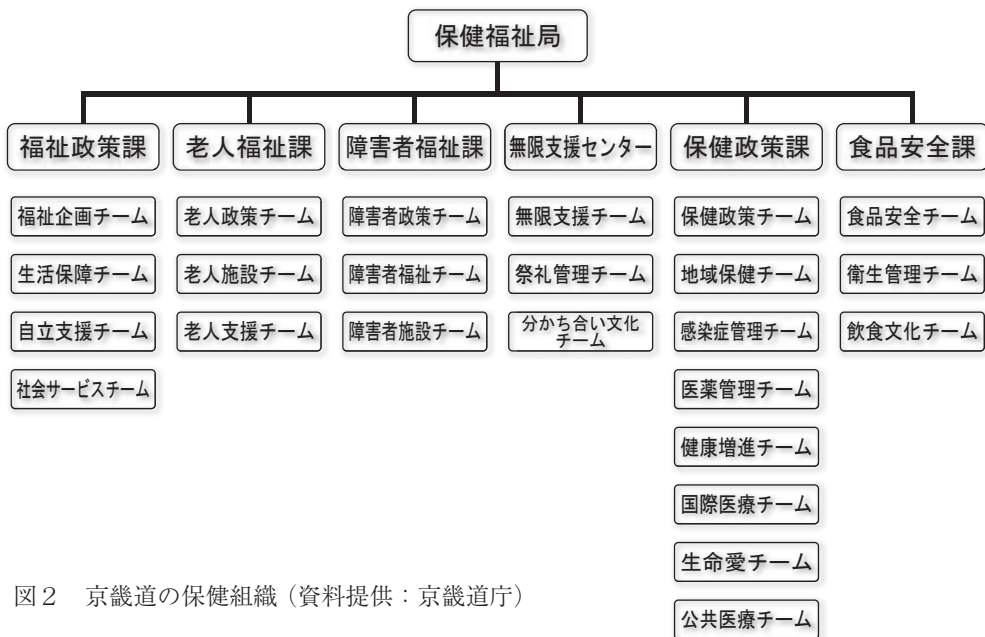 保健福祉局
福祉政策課
老人福祉課
障害者福祉課
無限支援センター
保健政策課
食品安全課
福祉企画チーム
老人政策チーム
障害者政策チーム
無限支援チーム
保健政策チーム
食品安全チーム
生活保障チーム
老人施設チーム
障害者福祉チーム
祭礼管理チーム
地域保健チーム
衛生管理チーム
自立支援チーム
老人支援チーム
障害者施設チーム
分かち合い文化
チーム
感染症管理チーム
飲食文化チーム
社会サービスチーム
医薬管理チーム
健康増進チーム
国際医療チーム
生命愛チーム
公共医療チーム
図2 京畿道の保健組織(資料提供:京畿道庁)